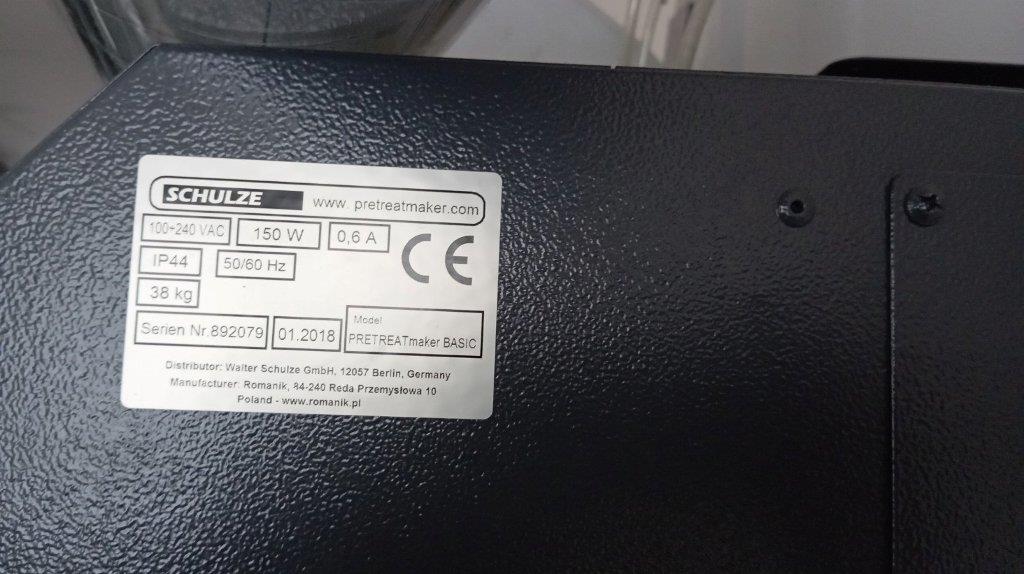 SCHULZE www. pretreatmaker.com
100÷240 VAC 150 W 0,6 A CE
IP44 50/60 Hz
38 kg
Serien Nr.892079 01.2018 Model PRETREATmaker BASIC
Distributor: Walter Schulze GmbH, 12057 Berlin, Germany
Manufacturer: Romanik, 84-240 Reda Przemysłowa 10
Poland - www.romanik.pl